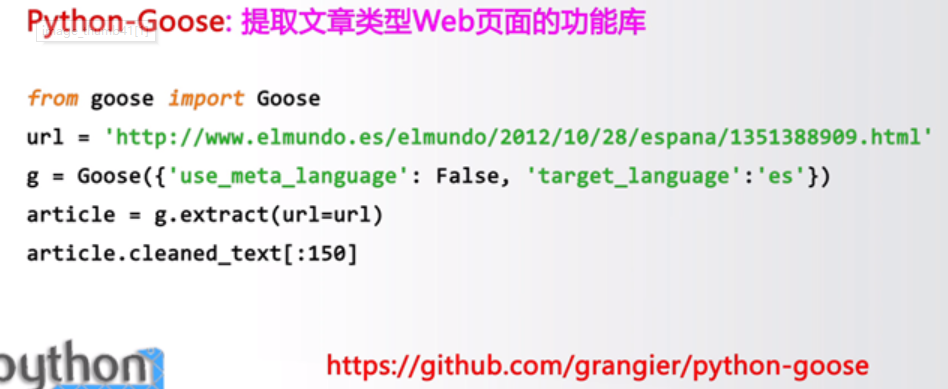 Python-Goose: 提取文章类型Web页面的功能库
from goose import Goose
url = 'http://www.elmundo.es/elmundo/2012/10/28/espana/1351388909.html'
g = Goose({'use_meta_language': False, 'target_language':'es'})
article = g.extract(url=url)
article.cleaned_text[:150]
python
https://github.com/grangier/python-goose